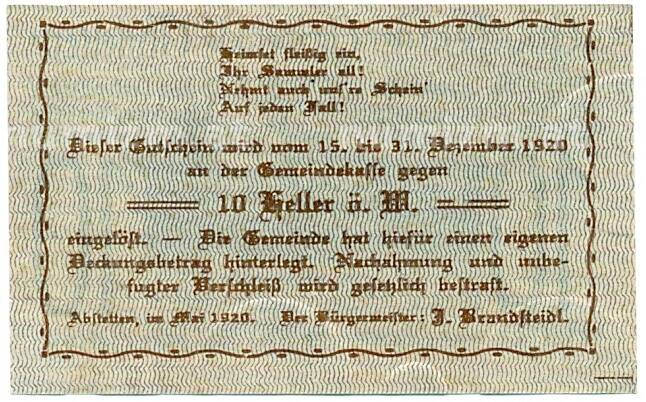 Heimset fleißig ein,
Ihr Sammler all!
Nehmt auch uns're Schein'
Auf jeden Fall!
Dieser Gutschein wird vom 15. bis 31. Dezember 1920
an der Gemeindekasse gegen
10 Heller ö. W.
eingelöst. — Die Gemeinde hat hiefür einen eigenen
Deckungsbetrag hinterlegt. Nachahmung und unbe-
fugter Verschleiß wird gesetzlich bestraft.
Abstetten, im Mai 1920. Der Bürgermeister: J. Brandsteidl.